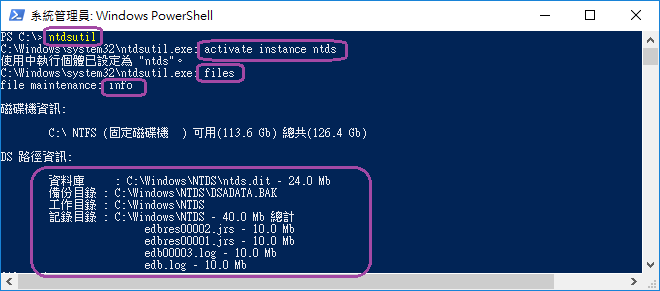 系統管理員: Windows PowerShell
PS C:\> ntdsutil
C:\Windows\system32\ntdsutil.exe: activate instance ntds
使用中執行個體已設定為 "ntds"。
C:\Windows\system32\ntdsutil.exe: files
file maintenance: info
磁碟機資訊:
C:\ NTFS (固定磁碟機 ) 可用(113.6 Gb) 總共(126.4 Gb)
DS 路徑資訊:
資料庫 : C:\Windows\NTDS\ntds.dit - 24.0 Mb
備份目錄 : C:\Windows\NTDS\DSADATA.BAK
工作目錄 : C:\Windows\NTDS
記錄目錄 : C:\Windows\NTDS - 40.0 Mb 總計
edbres00002.jrs - 10.0 Mb
edbres00001.jrs - 10.0 Mb
edb00003.log - 10.0 Mb
edb.log - 10.0 Mb